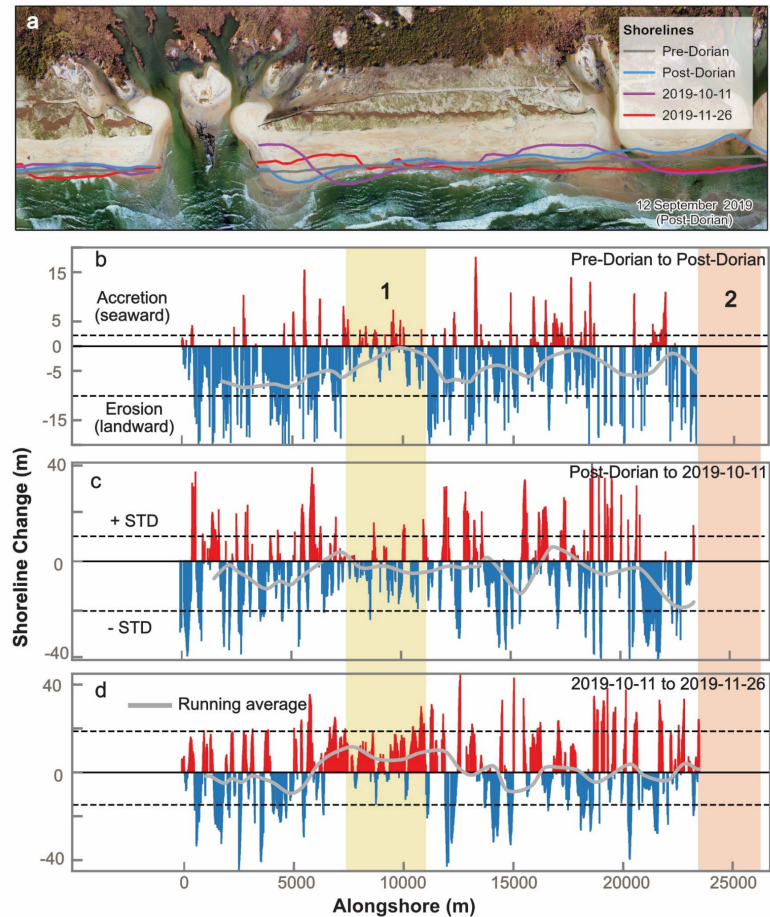 a
Shorelines
Pre-Dorian
Post-Dorian
2019-10-11
2019-11-26
12 September 2019
(Post-Dorian)
b
Pre-Dorian to Post-Dorian
15
Accretion
(seaward)
1
2
5
0
-5
Erosion
(landward)
-15
Shoreline Change (m)
c
Post-Dorian to 2019-10-11
40
+ STD
0
- STD
-40
d
2019-10-11 to 2019-11-26
40
Running average
0
-40
0 5000 10000 15000 20000 25000
Alongshore (m)